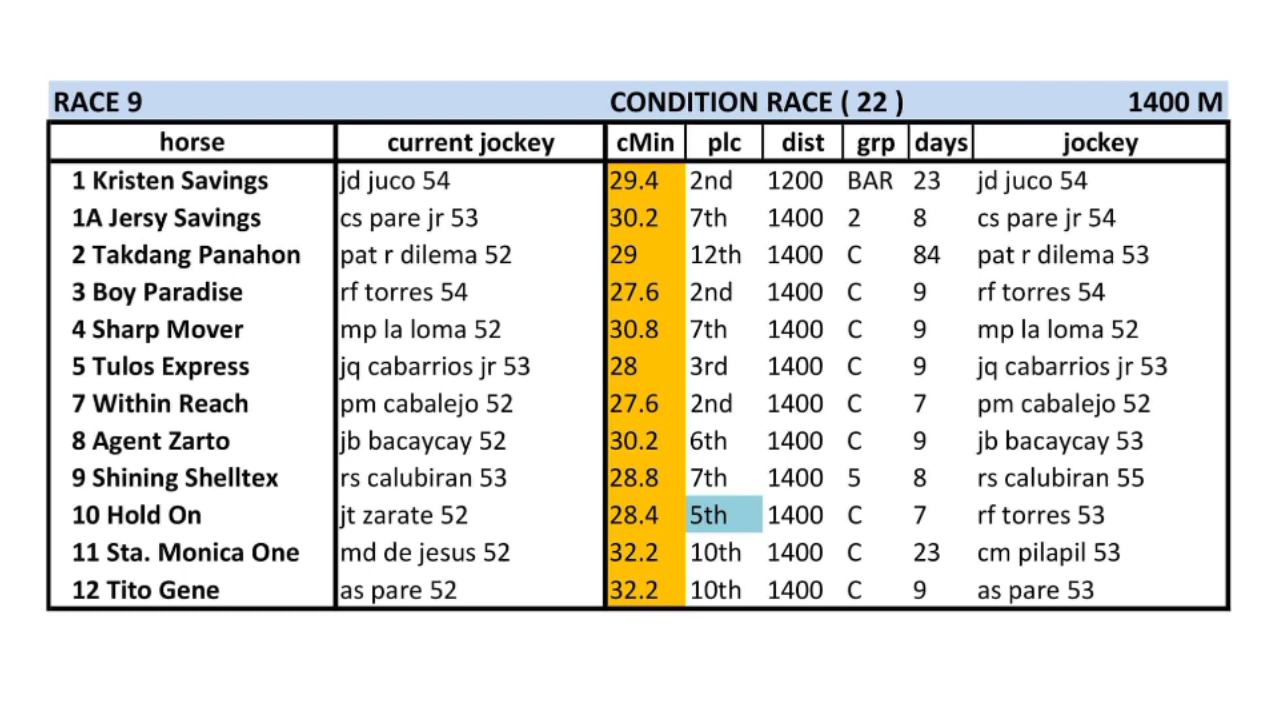 RACE 9 CONDITION RACE ( 22 ) 1400 M
horse current jockey cMin plc dist grp days jockey
1 Kristen Savings jd juco 54 29.4 2nd 1200 BAR 23 jd juco 54
1A Jersy Savings cs pare jr 53 30.2 7th 1400 2 8 cs pare jr 54
2 Takdang Panahon pat r dilema 52 29 12th 1400 C 84 pat r dilema 53
3 Boy Paradise rf torres 54 27.6 2nd 1400 C 9 rf torres 54
4 Sharp Mover mp la loma 52 30.8 7th 1400 C 9 mp la loma 52
5 Tulos Express jq cabarrios jr 53 28 3rd 1400 C 9 jq cabarrios jr 53
7 Within Reach pm cabalejo 52 27.6 2nd 1400 C 7 pm cabalejo 52
8 Agent Zarto jb bacaycay 52 30.2 6th 1400 C 9 jb bacaycay 53
9 Shining Shelltex rs calubiran 53 28.8 7th 1400 5 8 rs calubiran 55
10 Hold On jt zarate 52 28.4 5th 1400 C 7 rf torres 53
11 Sta. Monica One md de jesus 52 32.2 10th 1400 C 23 cm pilapil 53
12 Tito Gene as pare 52 32.2 10th 1400 C 9 as pare 53